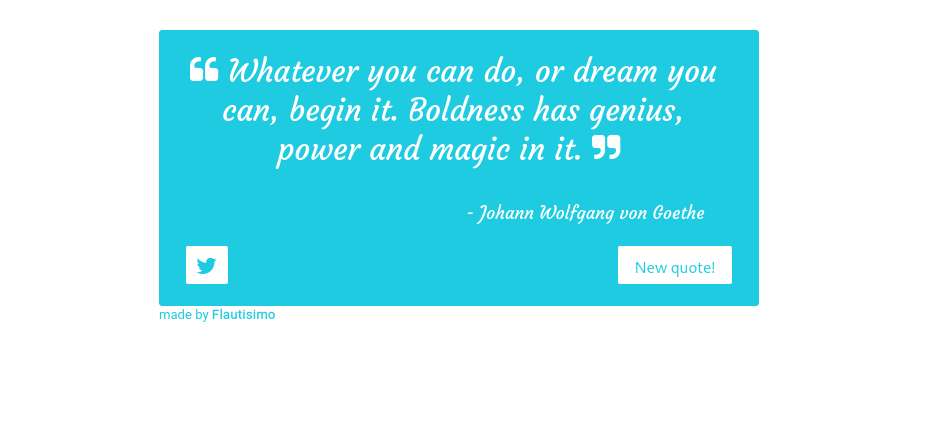 “ Whatever you can do, or dream you
can, begin it. Boldness has genius,
power and magic in it. ”
- Johann Wolfgang von Goethe
New quote!
made by Flautisimo